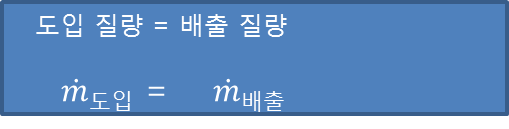 도입 질량 = 배출 질량
ṁ도입 = ṁ배출